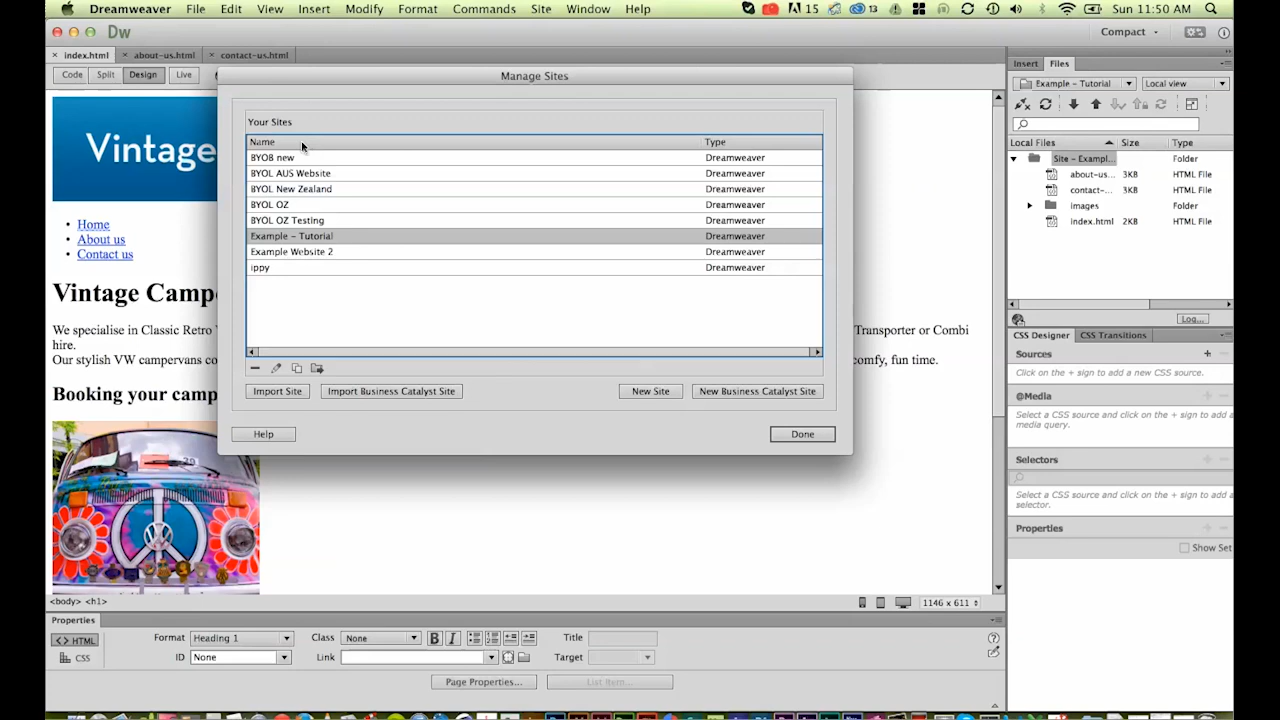 Dreamweaver File Edit View Insert Modify Format Commands Site Window Help 15 13 Sun 11:50 AM
Dw Compact
index.html about-us.html contact-us.html
Code Split Design Live
Manage Sites
Insert Files
Example - Tutorial Local view
Local Files Size Type
Site - Exampl... Folder
about-us... 3KB HTML File
contact-... 3KB HTML File
images Folder
index.html 2KB HTML File
Log...
Your Sites
Name Type
BYOB new Dreamweaver
BYOL AUS Website Dreamweaver
BYOL New Zealand Dreamweaver
BYOL OZ Dreamweaver
BYOL OZ Testing Dreamweaver
Example - Tutorial Dreamweaver
Example Website 2 Dreamweaver
ippy Dreamweaver
Import Site Import Business Catalyst Site New Site New Business Catalyst Site
Help Done
Vintage
Home
About us
Contact us
Vintage Campe
We specialise in Classic Retro Transporter or Combi
hire.
Our stylish VW campervans co comfy, fun time.
Booking your camp
CSS Designer CSS Transitions
Sources
Click on the + sign to add a new CSS source.
@Media
Select a CSS source and click on the + sign to add a
media query.
Selectors
Select a CSS source and click on the + sign to add a
selector.
Properties
Show Set
<body> <h1> 1146 x 611
Properties
<> HTML Format Heading 1 Class None B I Title
CSS ID None Link Target
Page Properties... List Item...